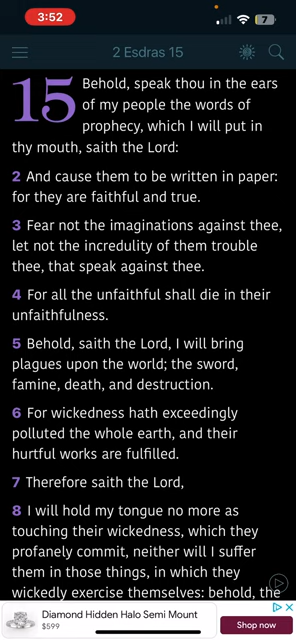 3:52
7
2 Esdras 15
15 Behold, speak thou in the ears
of my people the words of
prophecy, which I will put in
thy mouth, saith the Lord:
2 And cause them to be written in paper:
for they are faithful and true.
3 Fear not the imaginations against thee,
let not the incredulity of them trouble
thee, that speak against thee.
4 For all the unfaithful shall die in their
unfaithfulness.
5 Behold, saith the Lord, I will bring
plagues upon the world; the sword,
famine, death, and destruction.
6 For wickedness hath exceedingly
polluted the whole earth, and their
hurtful works are fulfilled.
7 Therefore saith the Lord,
8 I will hold my tongue no more as
touching their wickedness, which they
profanely commit, neither will I suffer
them in those things, in which they
wickedly exercise themselves: behold, the
Diamond Hidden Halo Semi Mount
$599
Shop now